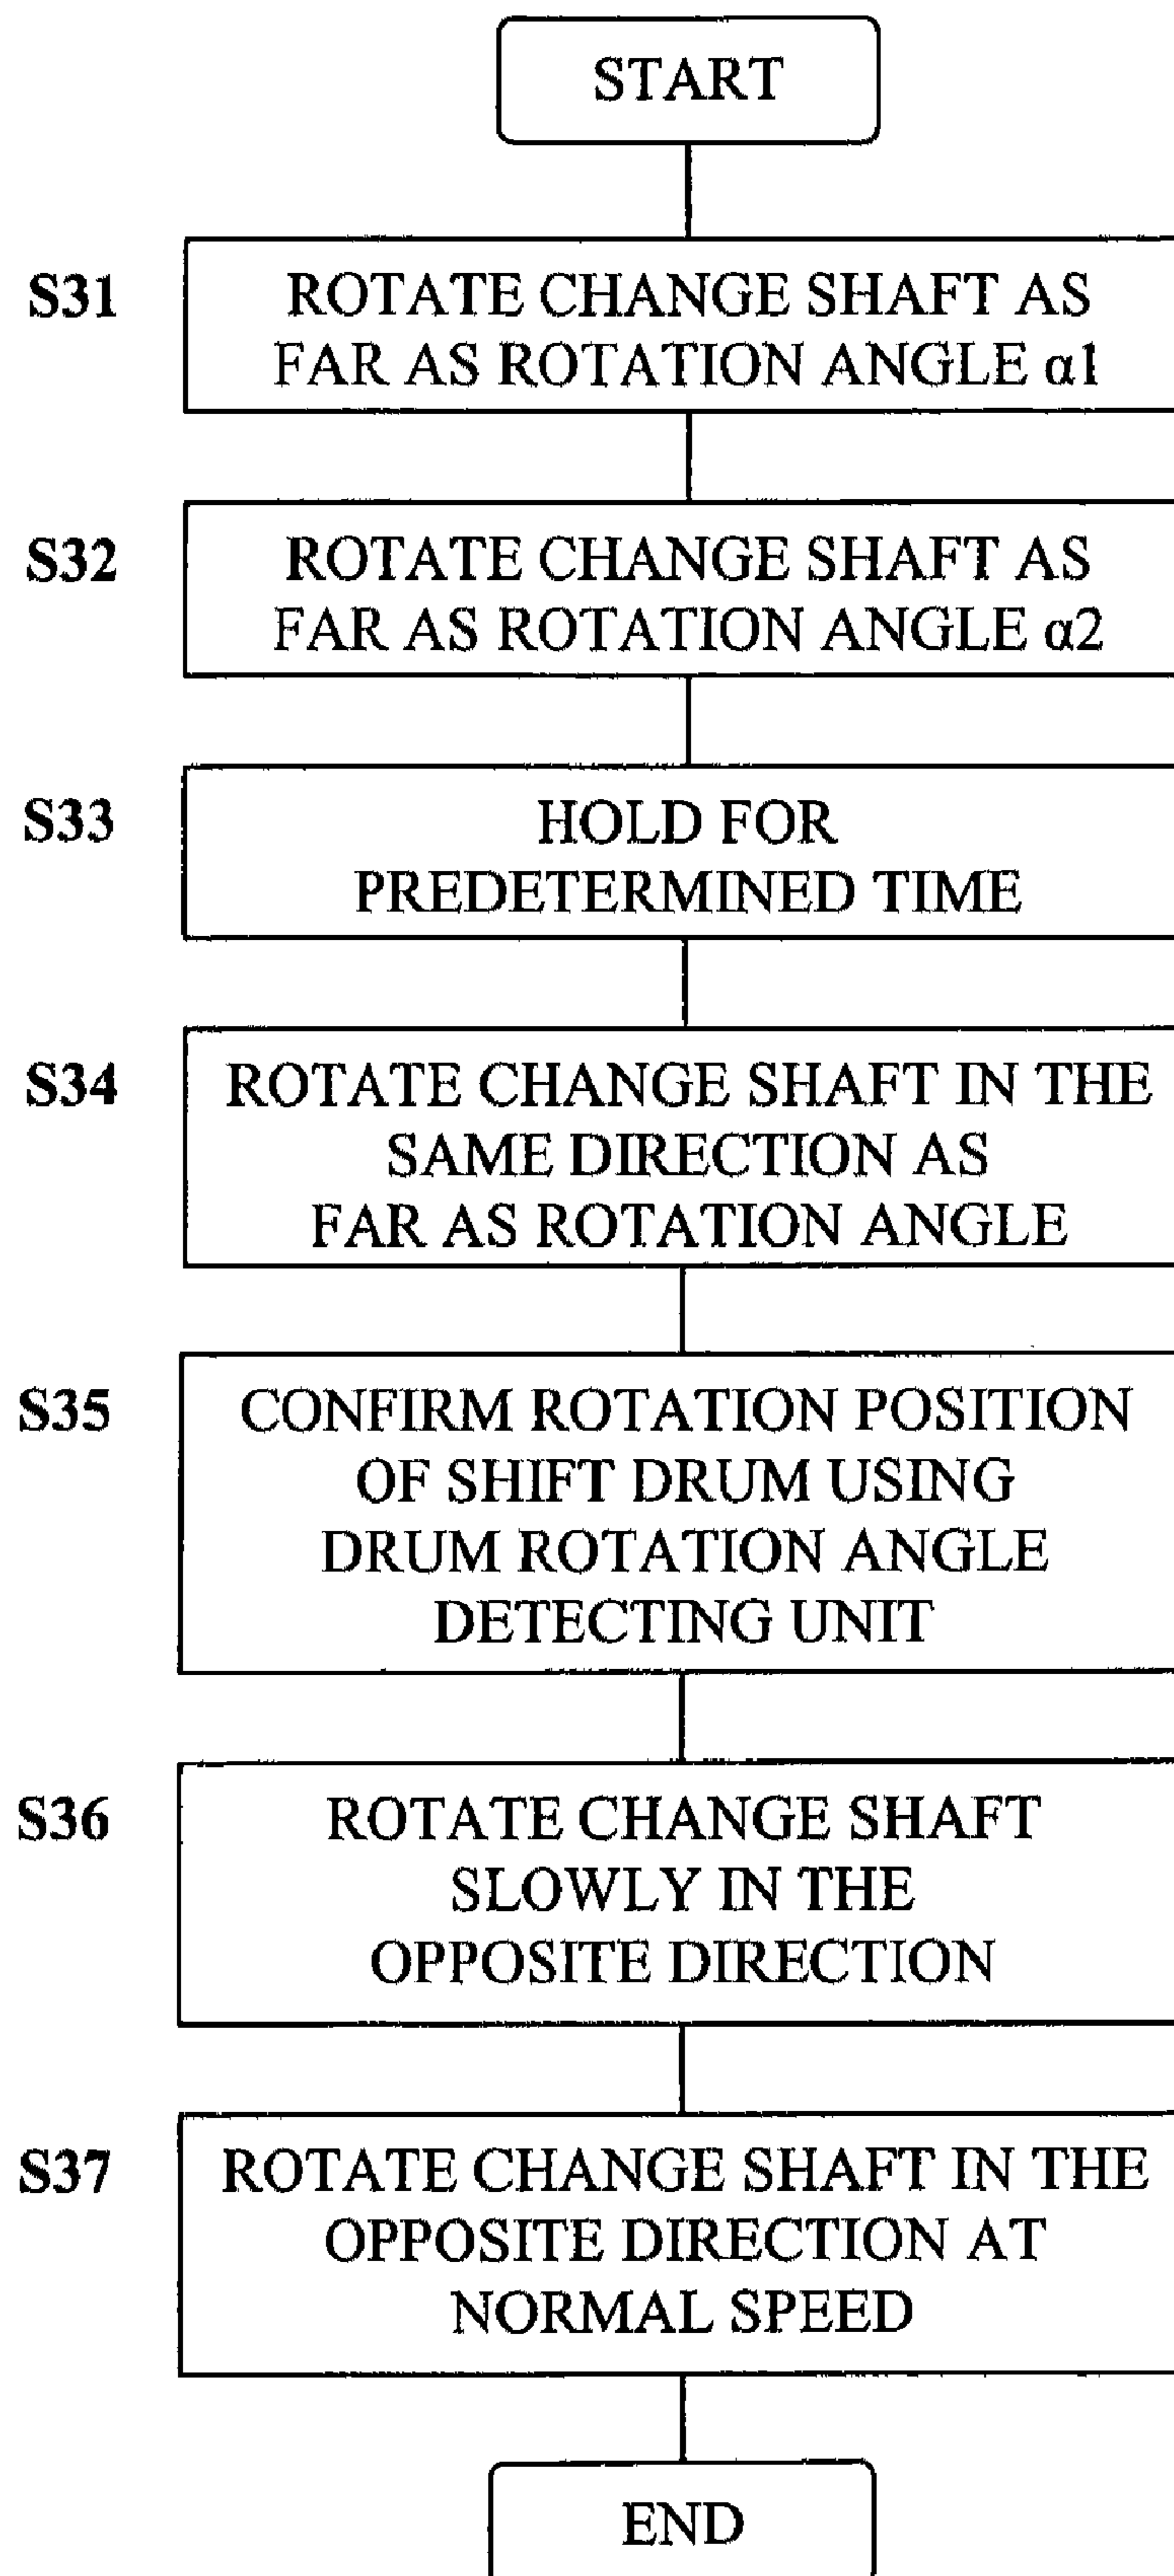 START
S31
ROTATE CHANGE SHAFT AS
FAR AS ROTATION ANGLE α1
S32
ROTATE CHANGE SHAFT AS
FAR AS ROTATION ANGLE α2
S33
HOLD FOR
PREDETERMINED TIME
S34
ROTATE CHANGE SHAFT IN THE
SAME DIRECTION AS
FAR AS ROTATION ANGLE
S35
CONFIRM ROTATION POSITION
OF SHIFT DRUM USING
DRUM ROTATION ANGLE
DETECTING UNIT
S36
ROTATE CHANGE SHAFT
SLOWLY IN THE
OPPOSITE DIRECTION
S37
ROTATE CHANGE SHAFT IN THE
OPPOSITE DIRECTION AT
NORMAL SPEED
END